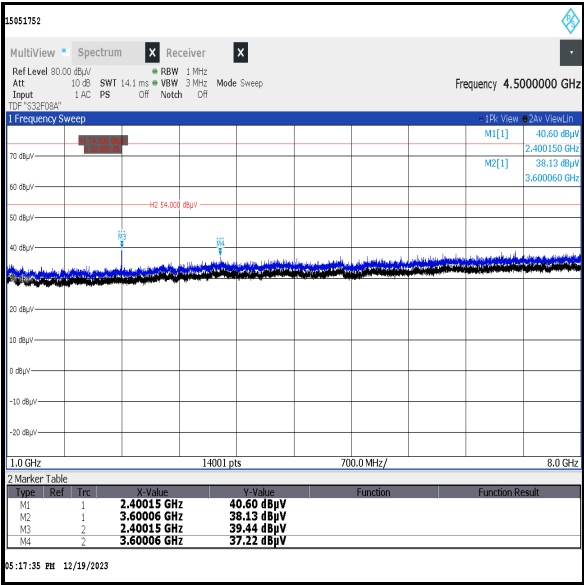 15051752
MultiView Spectrum X Receiver X
Ref Level 80.00 dBµV RBW 1 MHz
Att 10 dB SWT 14.1 ms VBW 3 MHz Mode Sweep Frequency 4.5000000 GHz
Input 1 AC PS Off Notch Off
TDF "S32F08A"
1 Frequency Sweep 1Pk View 2Av ViewLin
M1[1] 40.60 dBµV
2.400150 GHz
M2[1] 38.13 dBµV
3.600060 GHz
70 dBµV
60 dBµV
H2 54.000 dBµV
50 dBµV
M3 M4
40 dBµV
20 dBµV
10 dBµV
0 dBµV
-10 dBµV
-20 dBµV
1.0 GHz 14001 pts 700.0 MHz/ 8.0 GHz
2 Marker Table
Type Ref Trc X-Value Y-Value Function Function Result
M1 1 2.40015 GHz 40.60 dBµV
M2 1 3.60006 GHz 38.13 dBµV
M3 2 2.40015 GHz 39.44 dBµV
M4 2 3.60006 GHz 37.22 dBµV
05:17:35 PM 12/19/2023